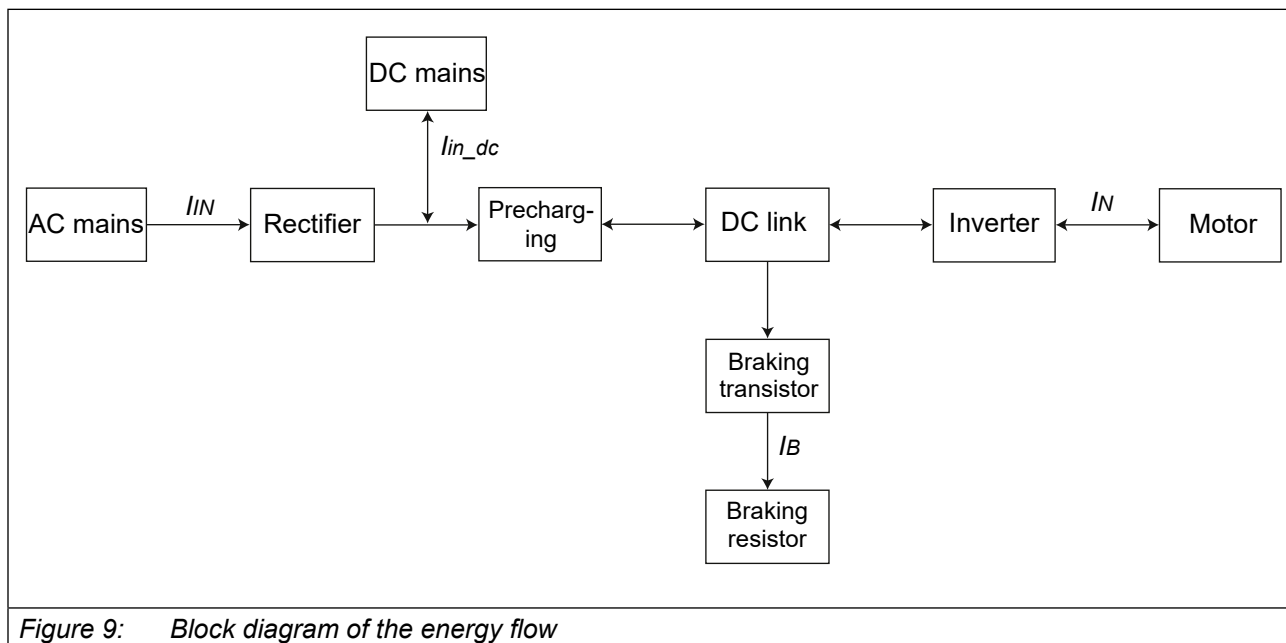 DC mains
Iin_dc
AC mains
IIN
Rectifier
Precharg-
ing
DC link
Inverter
IN
Motor
Braking
transistor
IB
Braking
resistor
Figure 9: Block diagram of the energy flow